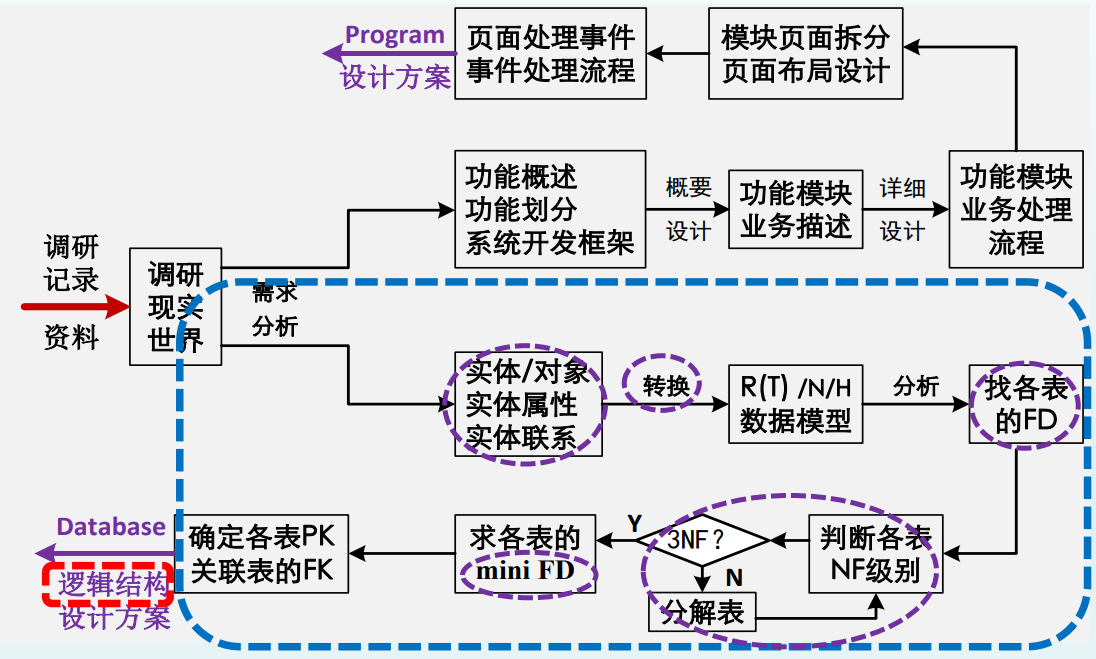 Program
设计方案
页面处理事件
事件处理流程
模块页面拆分
页面布局设计
功能概述
功能划分
系统开发框架
概要
设计
功能模块
业务描述
详细
设计
功能模块
业务处理
流程
调研
记录
资料
调研
现实
世界
需求
分析
实体/对象
实体属性
实体联系
转换
R(T) /N/H
数据模型
分析
找各表
的FD
判断各表
NF级别
3NF？
Y
N
分解表
求各表的
mini FD
确定各表PK
关联表的FK
Database
逻辑结构
设计方案